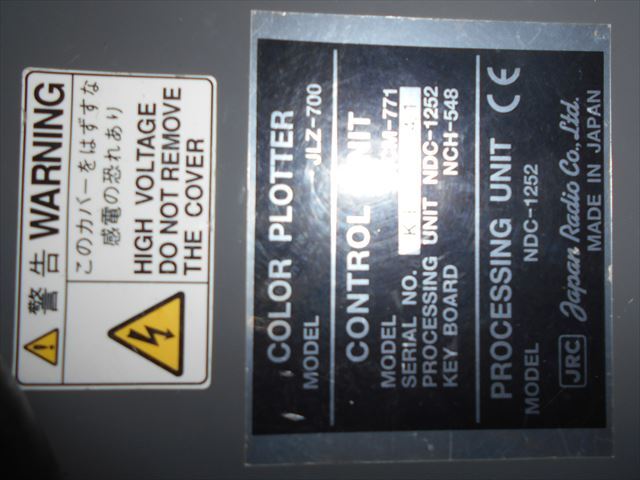 警告 WARNING
このカバーをはずすな
感電の恐れあり
HIGH VOLTAGE
DO NOT REMOVE
THE COVER
COLOR PLOTTER
MODEL JLZ-700
CONTROL UNIT
MODEL
SERIAL NO.
PROCESSING UNIT NDC-1252
KEY BOARD NCH-548
PROCESSING UNIT CE
MODEL NDC-1252
JRC Japan Radio Co., Ltd.
MADE IN JAPAN